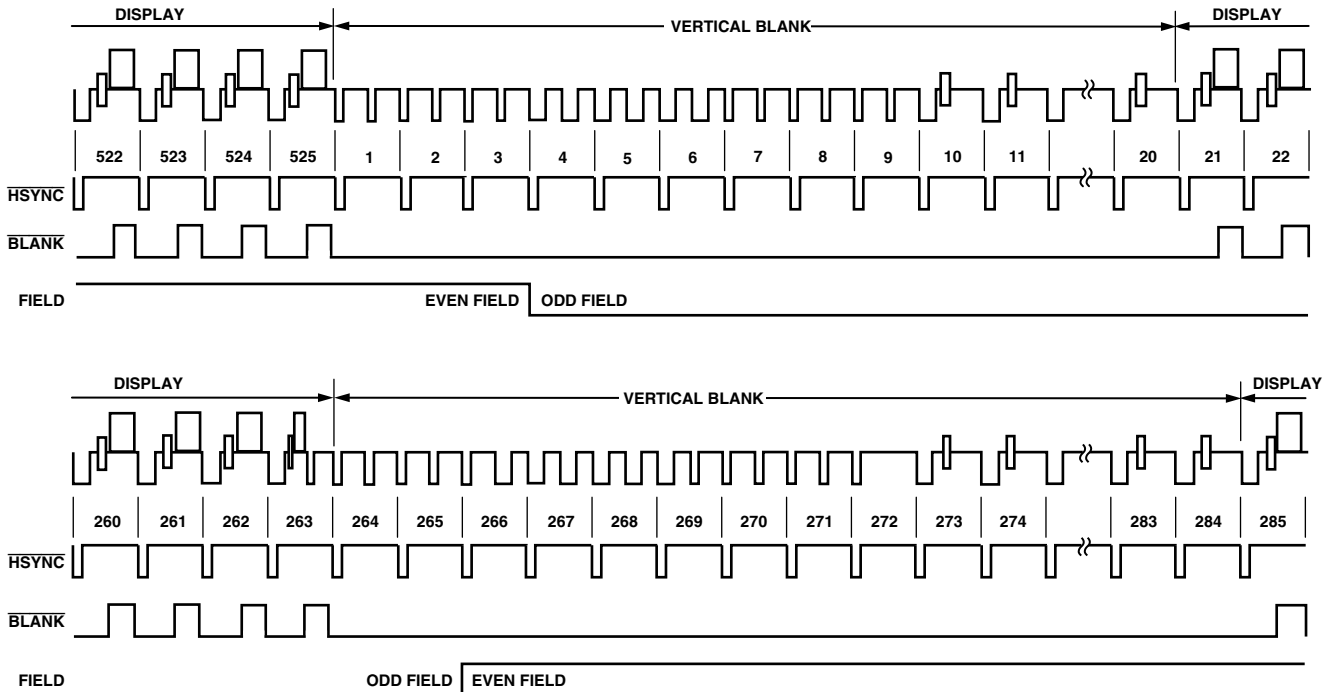 DISPLAY VERTICAL BLANK DISPLAY
522 523 524 525 1 2 3 4 5 6 7 8 9 10 11 20 21 22
HSYNC
BLANK
FIELD EVEN FIELD ODD FIELD
DISPLAY VERTICAL BLANK DISPLAY
260 261 262 263 264 265 266 267 268 269 270 271 272 273 274 283 284 285
HSYNC
BLANK
FIELD ODD FIELD EVEN FIELD